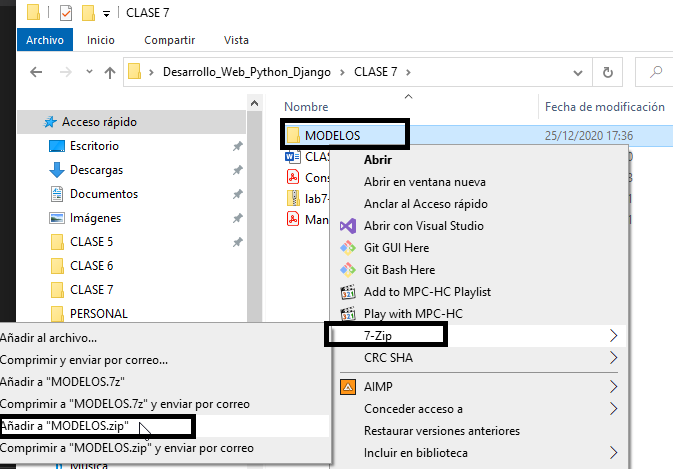 CLASE 7
Archivo Inicio Compartir Vista
Desarrollo_Web_Python_Django CLASE 7
Nombre Fecha de modificación
Acceso rápido
MODELOS 25/12/2020 17:36
Escritorio
CLAS
Abrir
Descargas
Cons
Abrir en ventana nueva
Documentos
lab7-
Anclar al Acceso rápido
Imágenes
Man
Abrir con Visual Studio
CLASE 5
Git GUI Here
CLASE 6
Git Bash Here
CLASE 7
Add to MPC-HC Playlist
PERSONAL
Play with MPC-HC
7-Zip
CRC SHA
AIMP
Conceder acceso a
Restaurar versiones anteriores
Incluir en biblioteca
Añadir al archivo...
Comprimir y enviar por correo...
Añadir a "MODELOS.7z"
Comprimir a "MODELOS.7z" y enviar por correo
Añadir a "MODELOS.zip"
Comprimir a "MODELOS.zip" y enviar por correo
Música